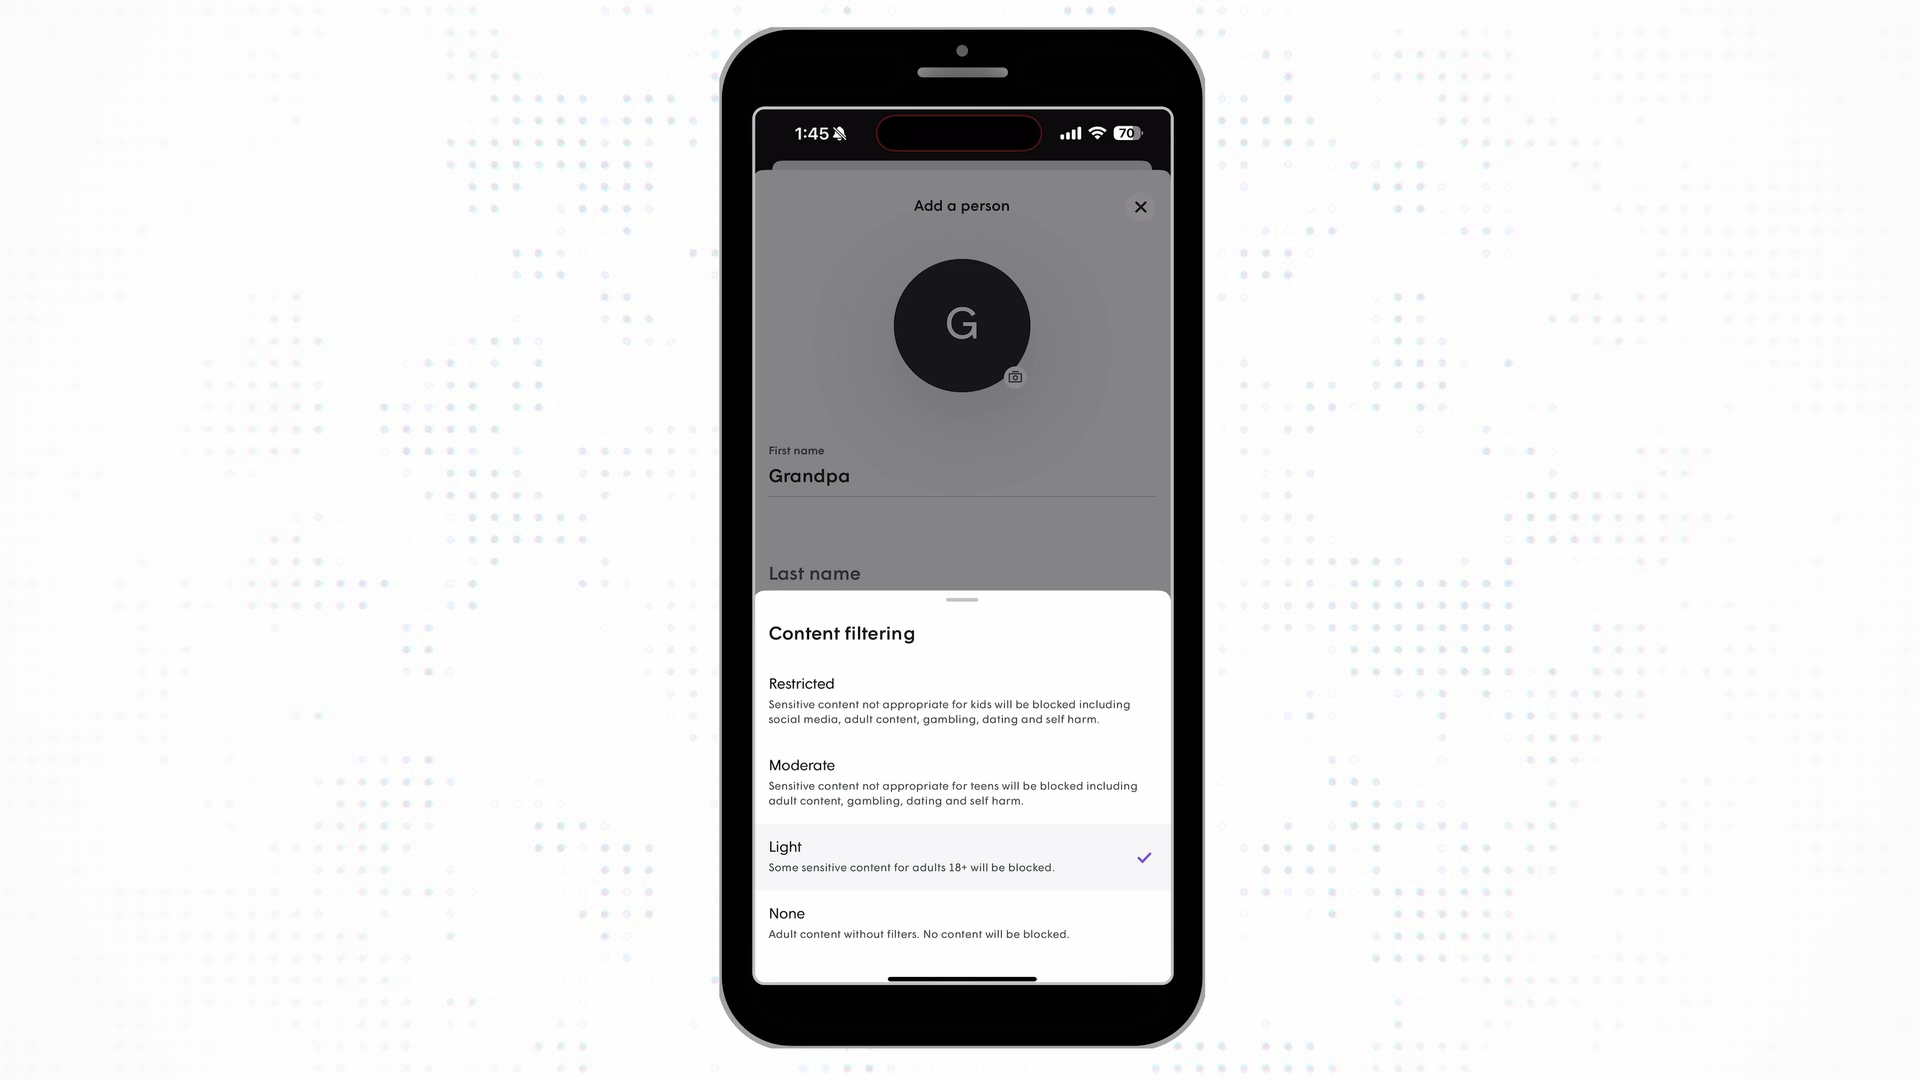 1:45
70
Add a person
G
First name
Grandpa
Last name
Content filtering
Restricted
Sensitive content not appropriate for kids will be blocked including
social media, adult content, gambling, dating and self harm.
Moderate
Sensitive content not appropriate for teens will be blocked including
adult content, gambling, dating and self harm.
Light
Some sensitive content for adults 18+ will be blocked.
None
Adult content without filters. No content will be blocked.